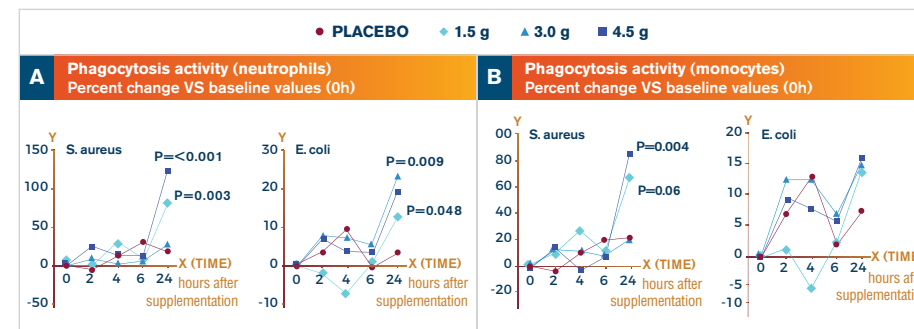 PLACEBO 1.5 g 3.0 g 4.5 g
A Phagocytosis activity (neutrophils)
Percent change VS baseline values (0h)
Y
S. aureus
150
100
50
0
-50
P=<0.001
P=0.003
0 2 4 6 24
X (TIME)
hours after
supplementation
Y
E. coli
30
20
10
0
-10
P=0.009
P=0.048
0 2 4 6 24
X (TIME)
hours after
supplementation
B Phagocytosis activity (monocytes)
Percent change VS baseline values (0h)
Y
S. aureus
00
80
60
40
20
0
-20
P=0.004
P=0.06
0 2 4 6 24
X (TIME)
hours after
supplementation
Y
E. coli
20
15
10
5
0
-5
-10
0 2 4 6 24
X (TIME
hours after
supplementati